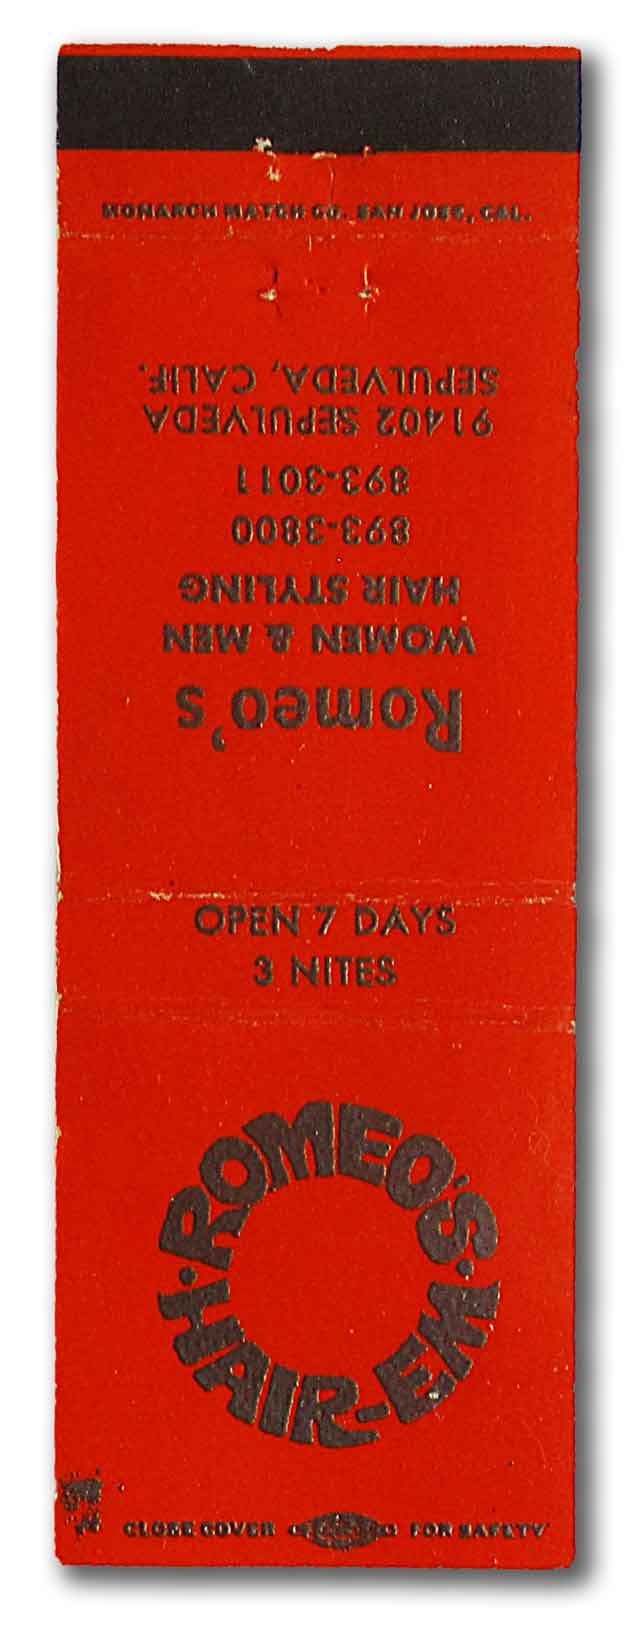 MONARCH MATCH CO. SAN JOSE, CAL.
Romeo's
WOMEN & MEN
HAIR STYLING
893-3800
893-3011
91402 SEPULVEDA
SEPULVEDA, CALIF.
OPEN 7 DAYS
3 NITES
·ROMEO'S·
HAIR-EM
CLOSE COVER FOR SAFETY